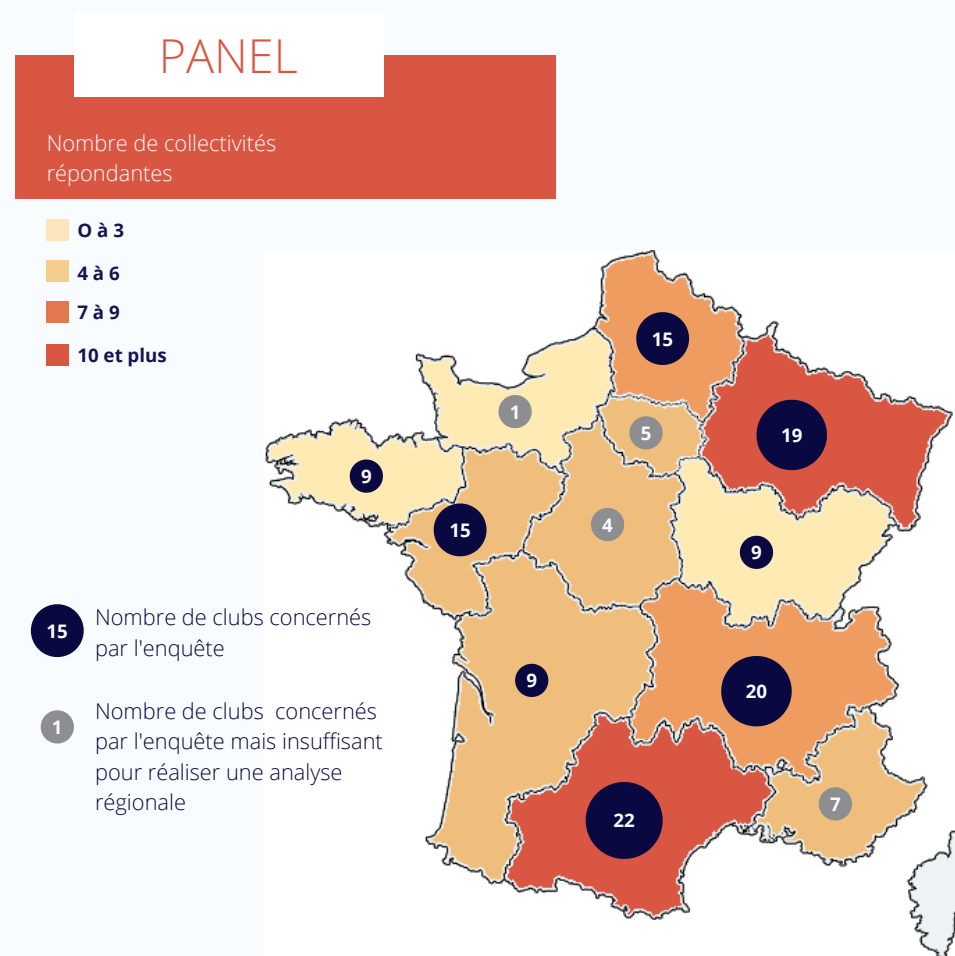 PANEL
Nombre de collectivités
répondantes
O à 3
4 à 6
7 à 9
10 et plus
15
1
19
5
9
15
4
9
15
Nombre de clubs concernés
par l'enquête
9
20
1
Nombre de clubs concernés
par l'enquête mais insuffisant
pour réaliser une analyse
régionale
7
22